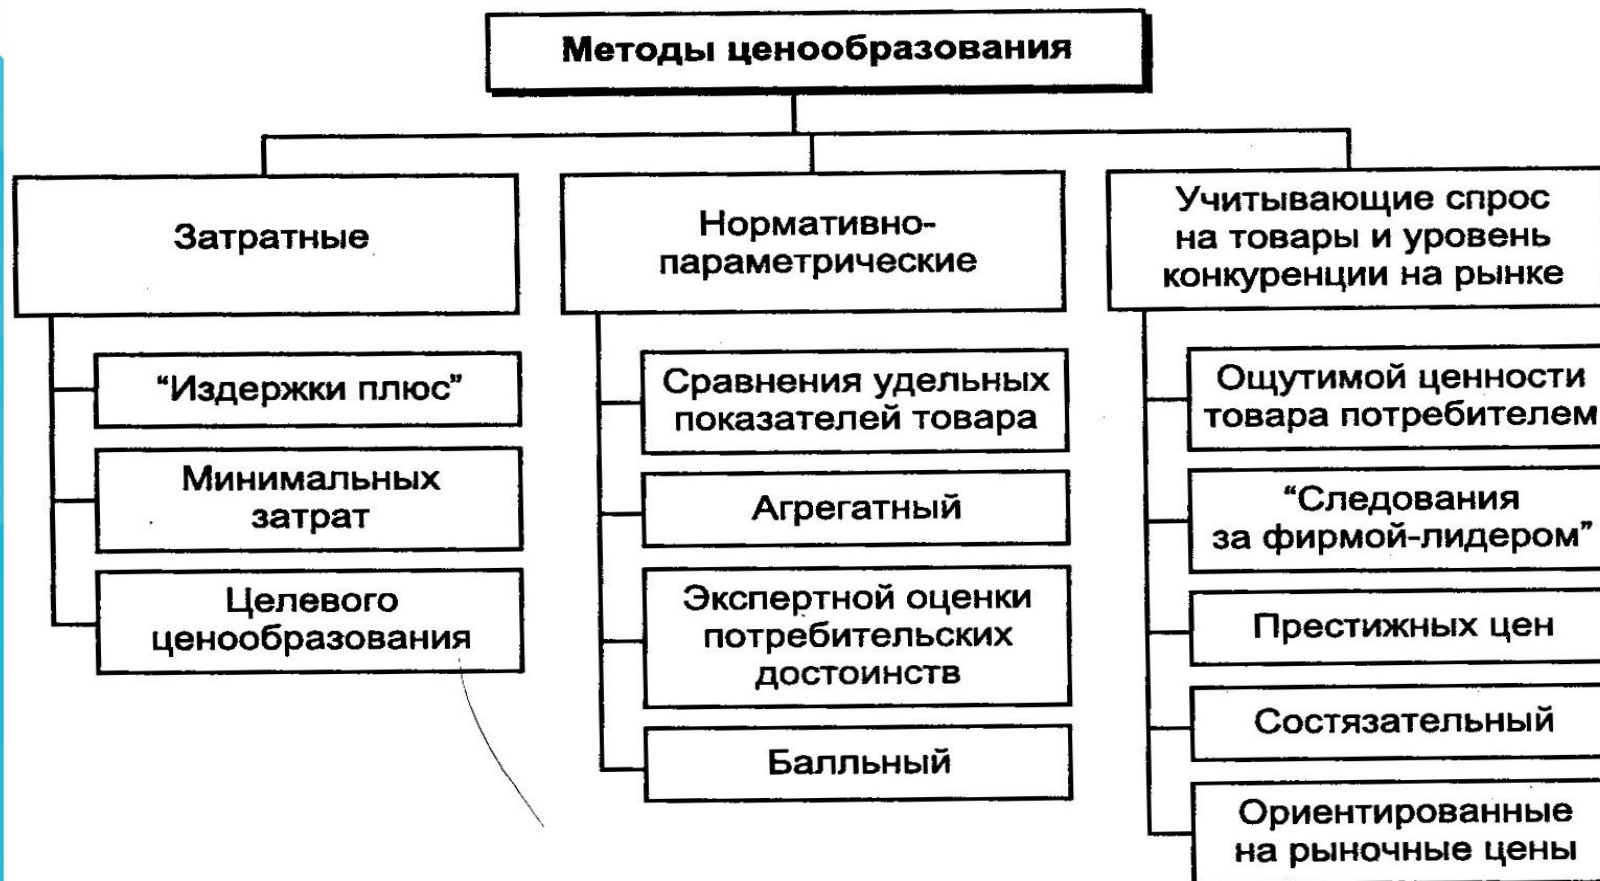 Методы ценообразования
Затратные
“Издержки плюс”
Минимальных
затрат
Целевого
ценообразования
Нормативно-
параметрические
Сравнения удельных
показателей товара
Агрегатный
Экспертной оценки
потребительских
достоинств
Балльный
Учитывающие спрос
на товары и уровень
конкуренции на рынке
Ощутимой ценности
товара потребителем
“Следования
за фирмой-лидером”
Престижных цен
Состязательный
Ориентированные
на рыночные цены